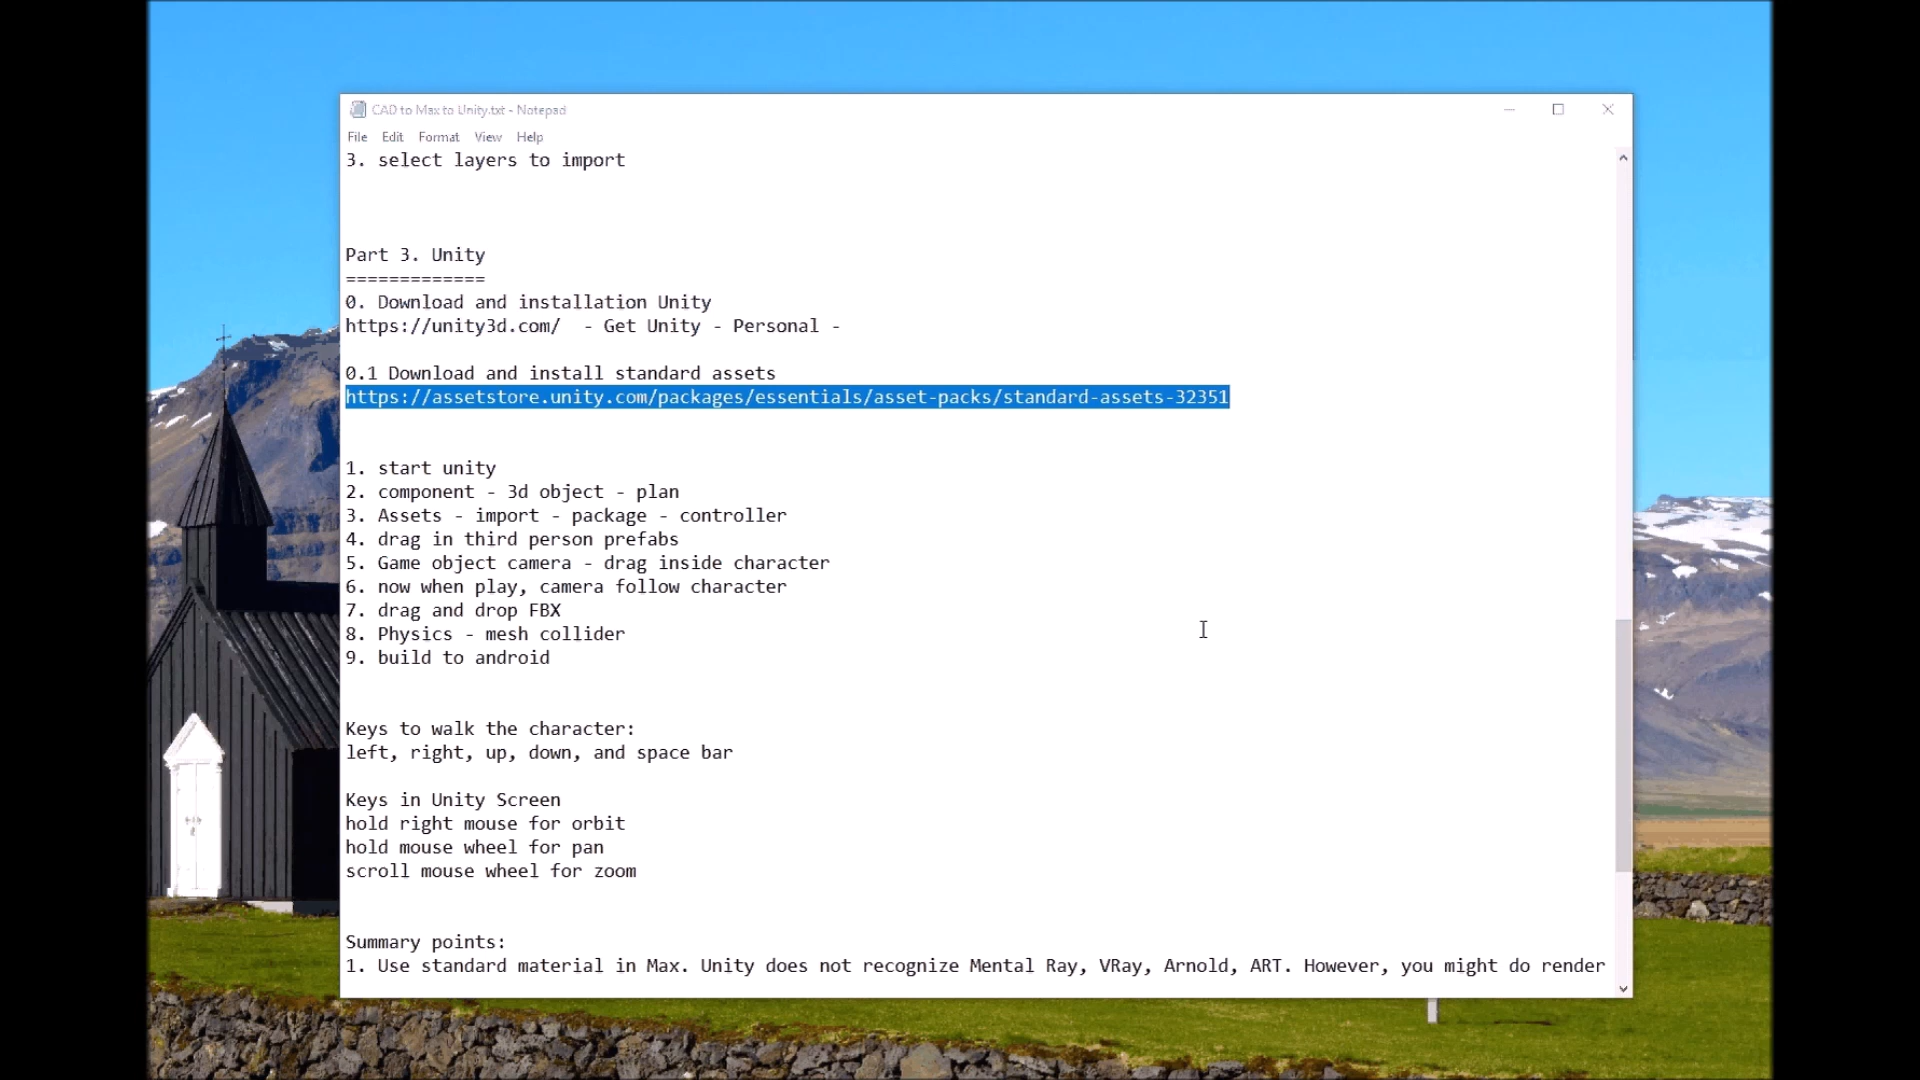 CAD to Max to Unity.txt - Notepad
File Edit Format View Help
3. select layers to import
Part 3. Unity
=============
0. Download and installation Unity
https://unity3d.com/  - Get Unity - Personal -
0.1 Download and install standard assets
https://assetstore.unity.com/packages/essentials/asset-packs/standard-assets-32351
1. start unity
2. component - 3d object - plan
3. Assets - import - package - controller
4. drag in third person prefabs
5. Game object camera - drag inside character
6. now when play, camera follow character
7. drag and drop FBX
8. Physics - mesh collider
9. build to android
Keys to walk the character:
left, right, up, down, and space bar
Keys in Unity Screen
hold right mouse for orbit
hold mouse wheel for pan
scroll mouse wheel for zoom
Summary points:
1. Use standard material in Max. Unity does not recognize Mental Ray, VRay, Arnold, ART. However, you might do render